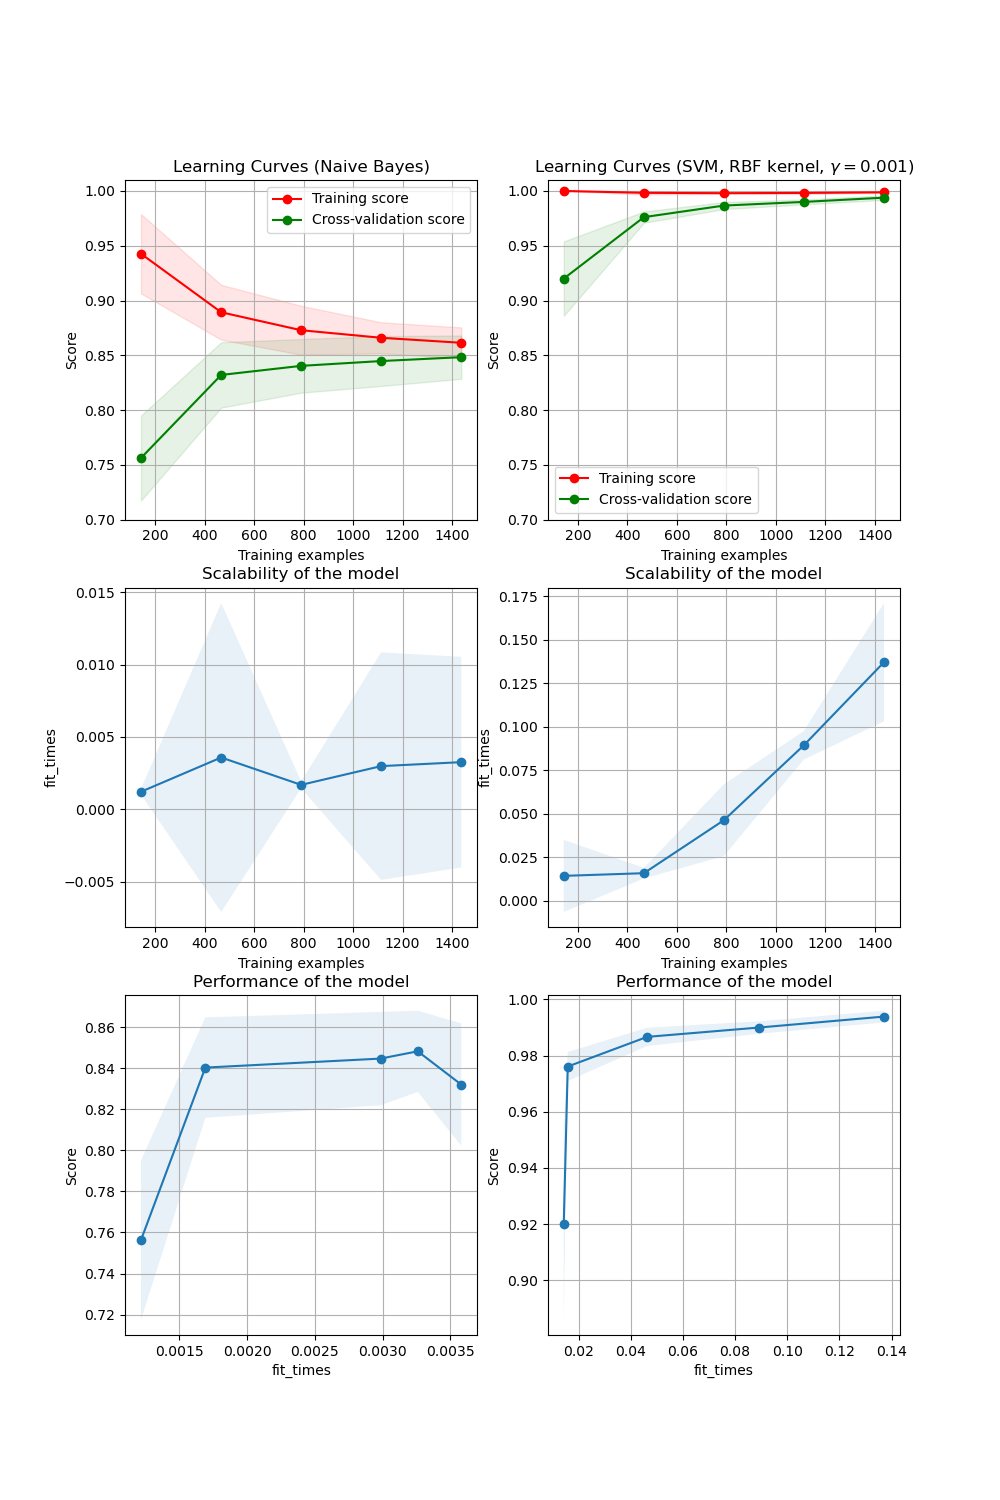 Learning Curves (Naive Bayes)
1.00
0.95
0.90
0.85
0.80
0.75
0.70
Score
Training score
Cross-validation score
200 400 600 800 1000 1200 1400
Training examples
Learning Curves (SVM, RBF kernel, γ = 0.001)
1.00
0.95
0.90
0.85
0.80
0.75
0.70
Score
Training score
Cross-validation score
200 400 600 800 1000 1200 1400
Training examples
Scalability of the model
0.015
0.010
0.005
0.000
−0.005
fit_times
200 400 600 800 1000 1200 1400
Training examples
Scalability of the model
0.175
0.150
0.125
0.100
0.075
0.050
0.025
0.000
fit_times
200 400 600 800 1000 1200 1400
Training examples
Performance of the model
0.86
0.84
0.82
0.80
0.78
0.76
0.74
0.72
Score
0.0015 0.0020 0.0025 0.0030 0.0035
fit_times
Performance of the model
1.00
0.98
0.96
0.94
0.92
0.90
Score
0.02 0.04 0.06 0.08 0.10 0.12 0.14
fit_times